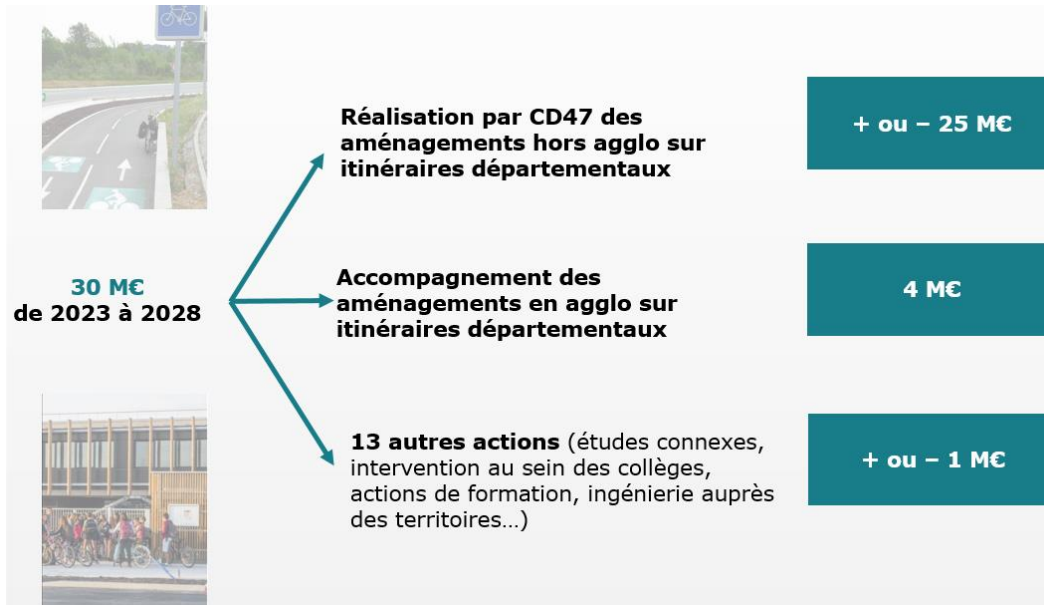 Réalisation par CD47 des
aménagements hors agglo sur
itinéraires départementaux
+ ou – 25 M€
30 M€
de 2023 à 2028
Accompagnement des
aménagements en agglo sur
itinéraires départementaux
4 M€
13 autres actions (études connexes,
intervention au sein des collèges,
actions de formation, ingénierie auprès
des territoires…)
+ ou – 1 M€